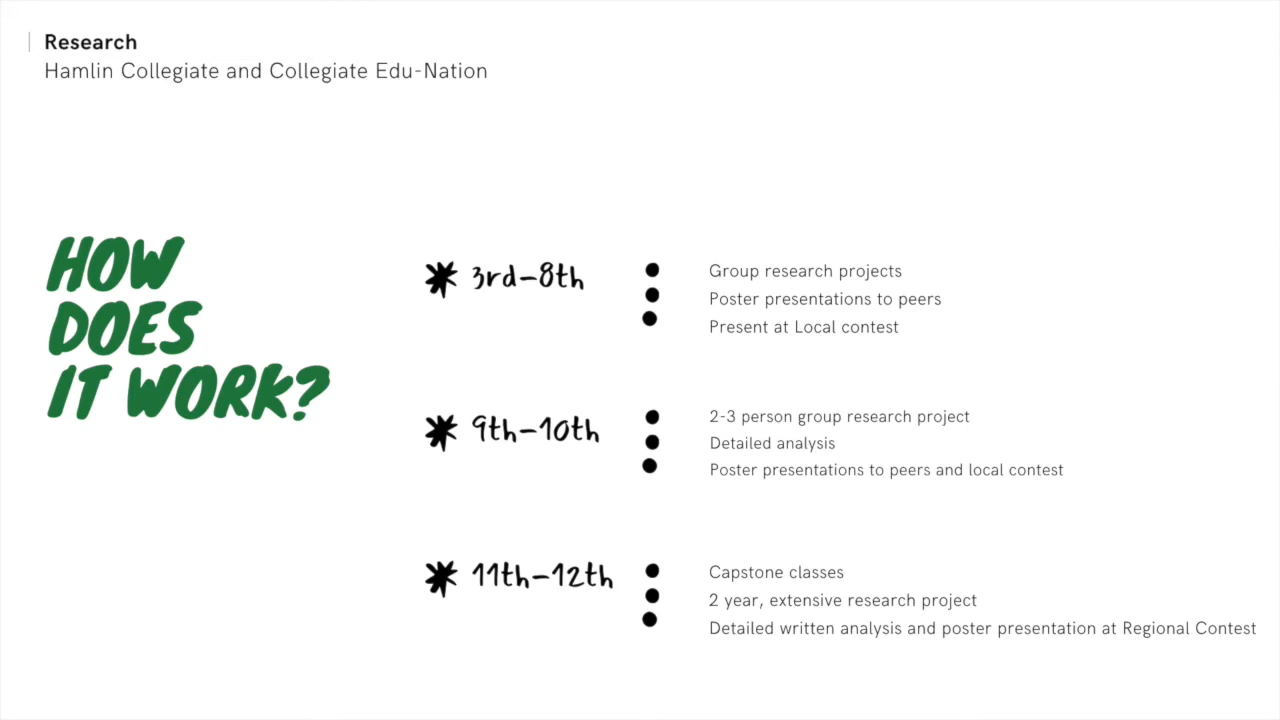 Research
Hamlin Collegiate and Collegiate Edu-Nation
HOW
DOES
IT WORK?
3rd-8th
Group research projects
Poster presentations to peers
Present at Local contest
9th-10th
2-3 person group research project
Detailed analysis
Poster presentations to peers and local contest
11th-12th
Capstone classes
2 year, extensive research project
Detailed written analysis and poster presentation at Regional Contest